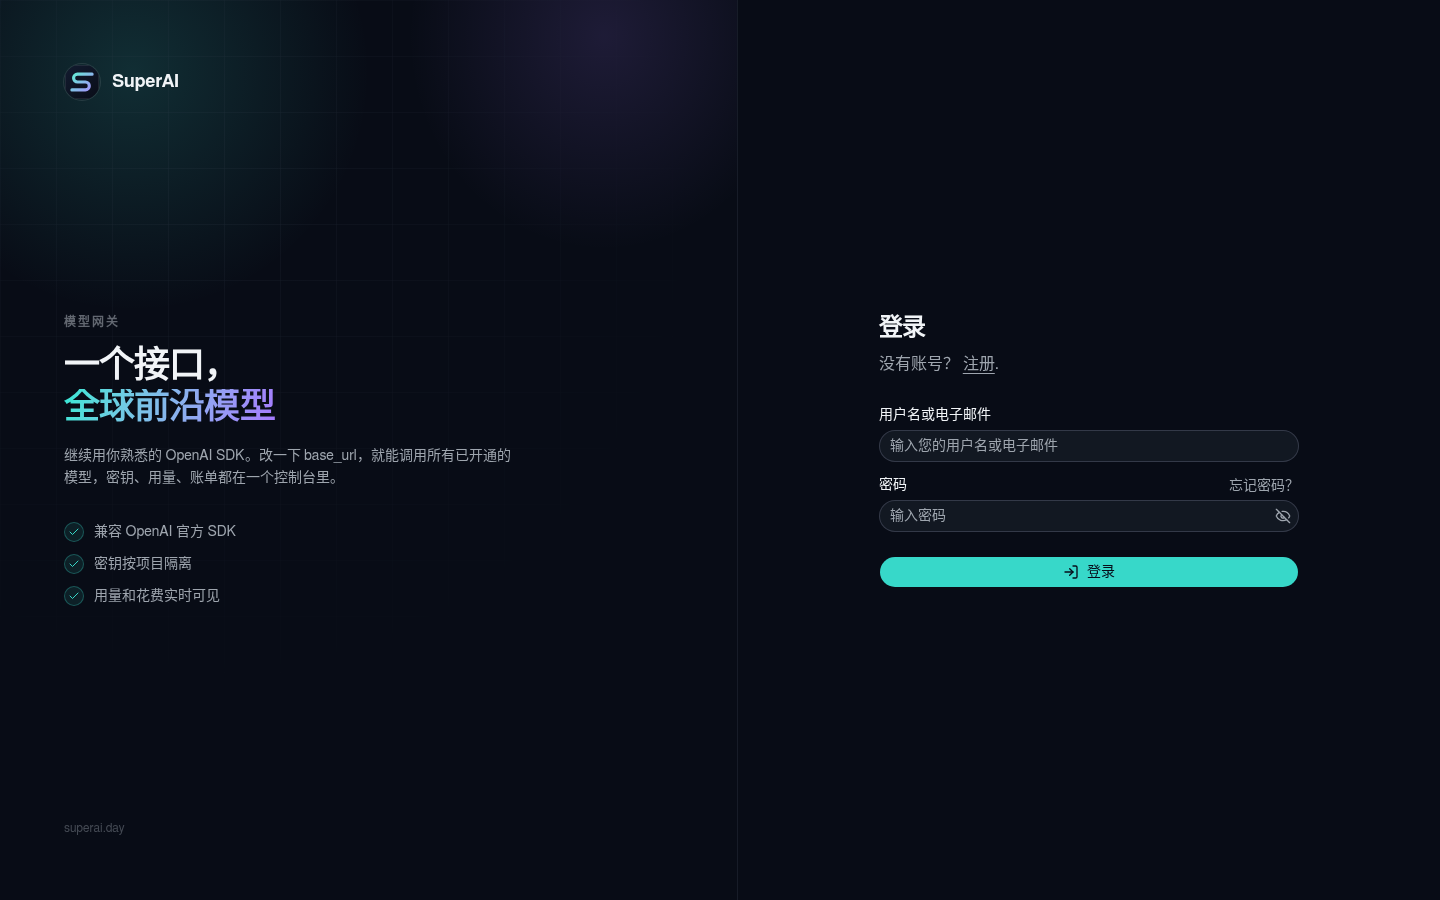 SuperAI
模型网关
一个接口，
全球前沿模型
继续用你熟悉的 OpenAI SDK。改一下 base_url，就能调用所有已开通的
模型，密钥、用量、账单都在一个控制台里。
兼容 OpenAI 官方 SDK
密钥按项目隔离
用量和花费实时可见
superai.day
登录
没有账号？ 注册.
用户名或电子邮件
输入您的用户名或电子邮件
密码 忘记密码？
输入密码
登录